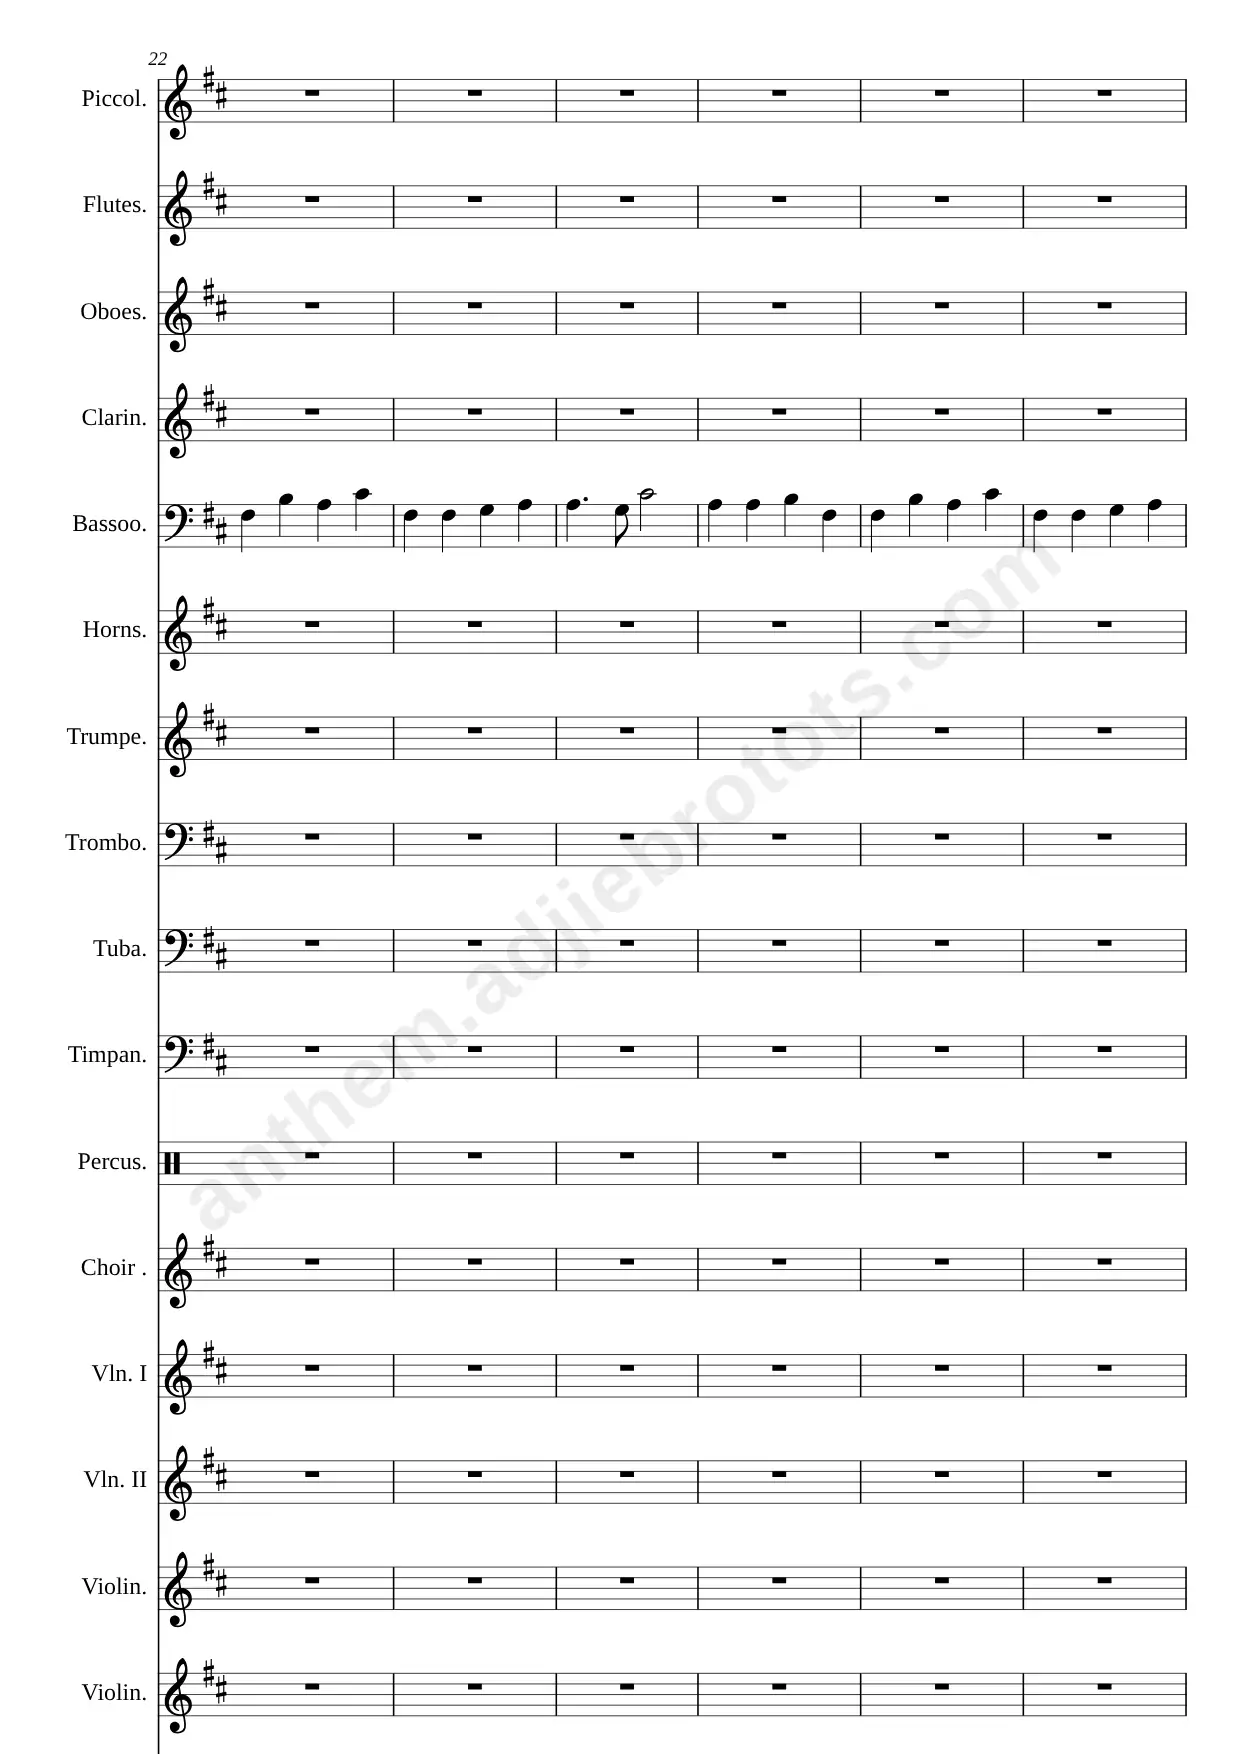 22
Piccol.
Flutes.
Oboes.
Clarin.
Bassoo.
Horns.
Trumpe.
Trombo.
Tuba.
Timpan.
Percus.
Choir .
Vln. I
Vln. II
Violin.
Violin.
anthem.adjiebrotots.com